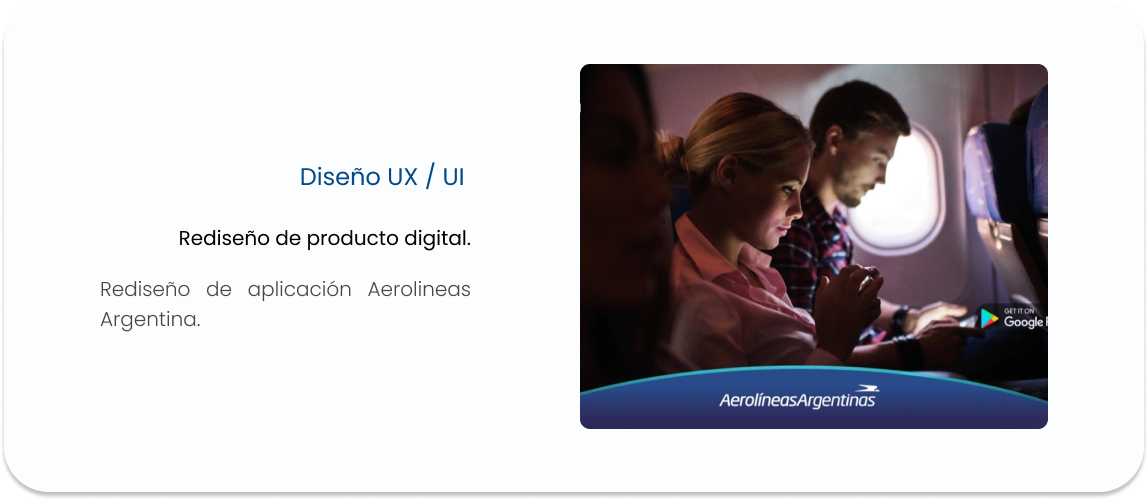 Diseño UX / UI
Rediseño de producto digital.
Rediseño de aplicación Aerolineas
Argentina.
GET IT ON
Google
AerolíneasArgentinas